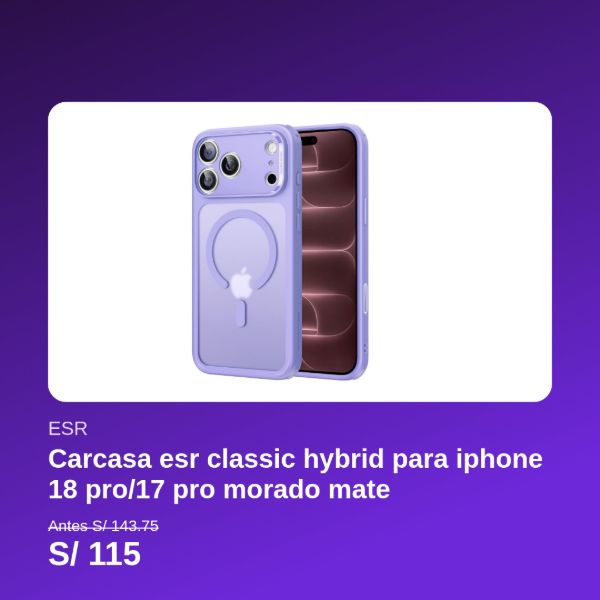 ESR
Carcasa esr classic hybrid para iphone
18 pro/17 pro morado mate
Antes S/ 143.75
S/ 115